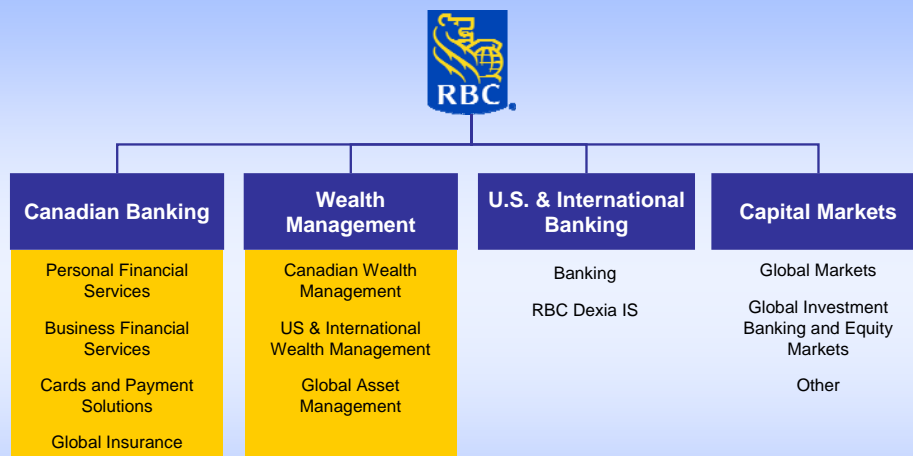 RBC
Canadian Banking
Personal Financial
Services
Business Financial
Services
Cards and Payment
Solutions
Global Insurance
Wealth
Management
Canadian Wealth
Management
US & International
Wealth Management
Global Asset
Management
U.S. & International
Banking
Banking
RBC Dexia IS
Capital Markets
Global Markets
Global Investment
Banking and Equity
Markets
Other